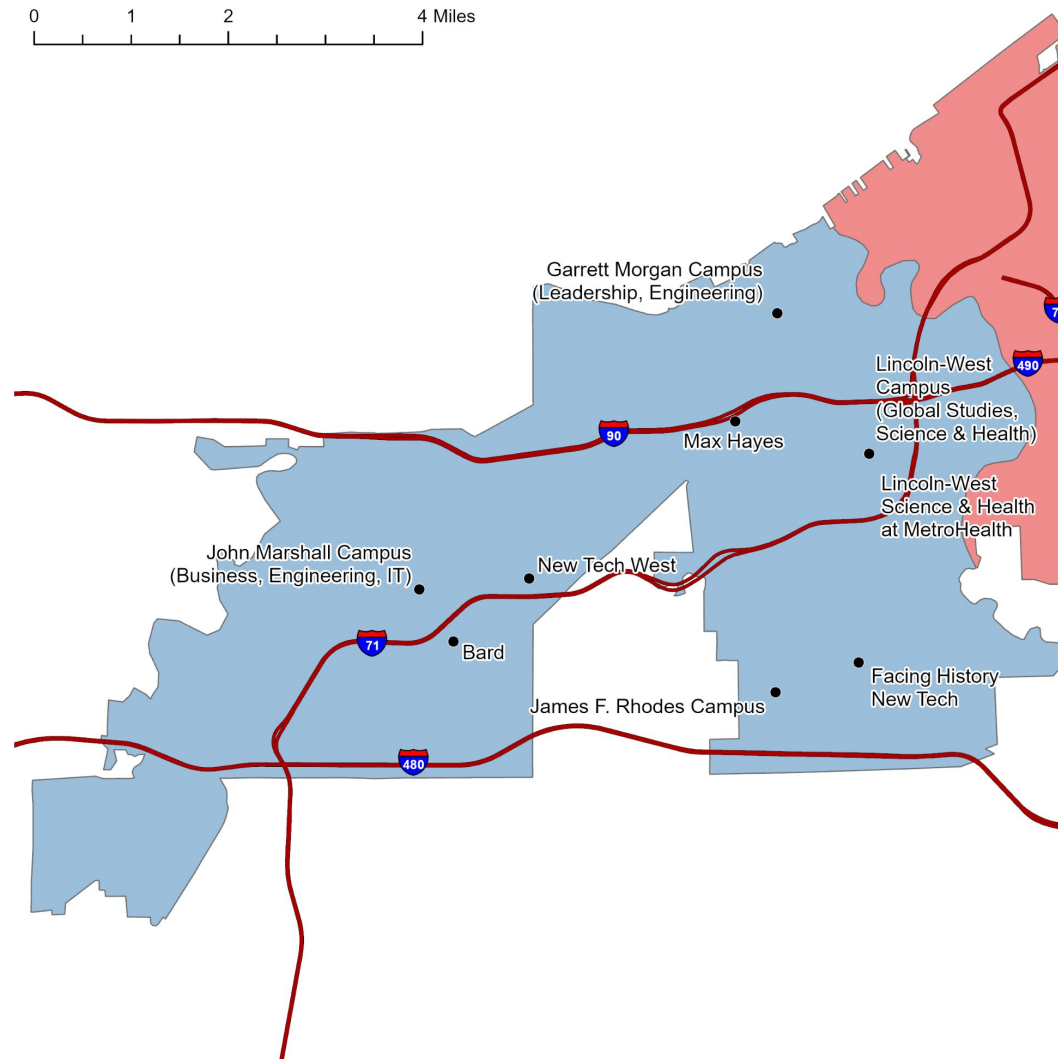 0 1 2 4 Miles
Garrett Morgan Campus
(Leadership, Engineering)
Lincoln-West
Campus
(Global Studies,
Science & Health)
490
90
Max Hayes
Lincoln-West
Science & Health
at MetroHealth
John Marshall Campus
(Business, Engineering, IT)
New Tech West
71
Bard
Facing History
New Tech
James F. Rhodes Campus
480